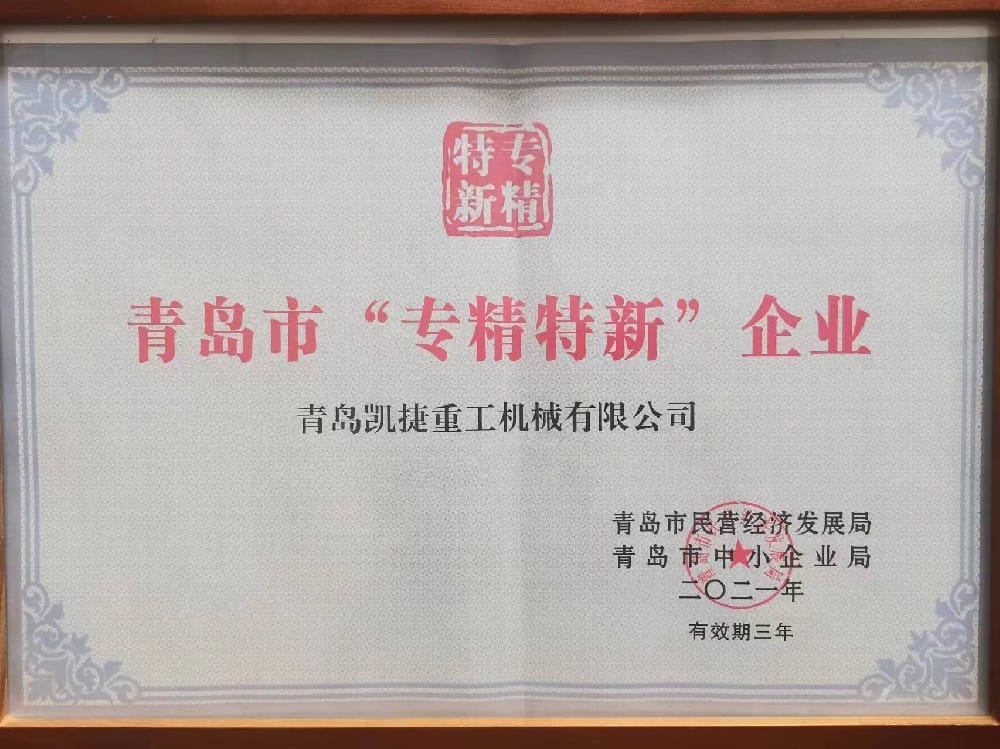 专精
特新
青岛市“专精特新”企业
青岛凯捷重工机械有限公司
青岛市民营经济发展局
青岛市中小企业局
二〇二一年
有效期三年